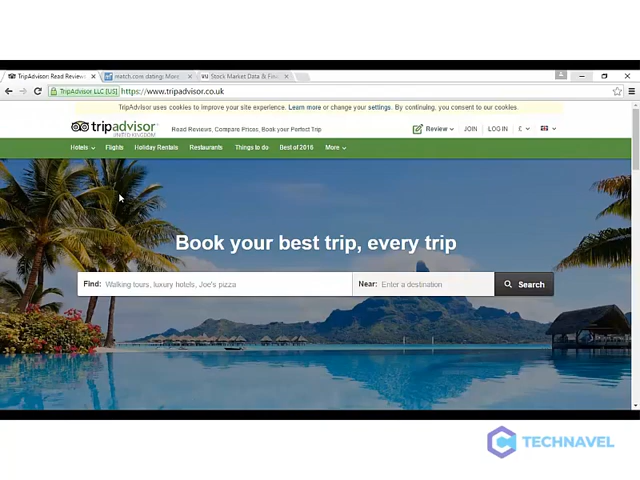 TripAdvisor: Read Reviews
match.com dating: More
Stock Market Data & Fina
TripAdvisor LLC [US]
https://www.tripadvisor.co.uk
TripAdvisor uses cookies to improve your site experience. Learn more or change your settings. By continuing, you consent to our cookies
tripadvisor
UNITED KINGDOM
Read Reviews, Compare Prices, Book your Perfect Trip
Review
JOIN
LOG IN
£
Hotels
Flights
Holiday Rentals
Restaurants
Things to do
Best of 2016
More
Book your best trip, every trip
Find: Walking tours, luxury hotels, Joe's pizza
Near: Enter a destination
Search
TECHNAVEL